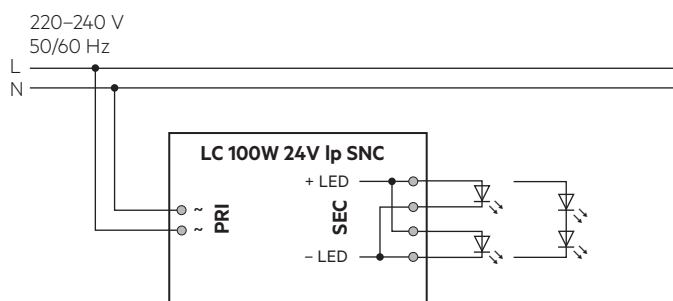 220–240 V
50/60 Hz
L
N
LC 100W 24V lp SNC
+ LED
~
PRI
SEC
~
– LED